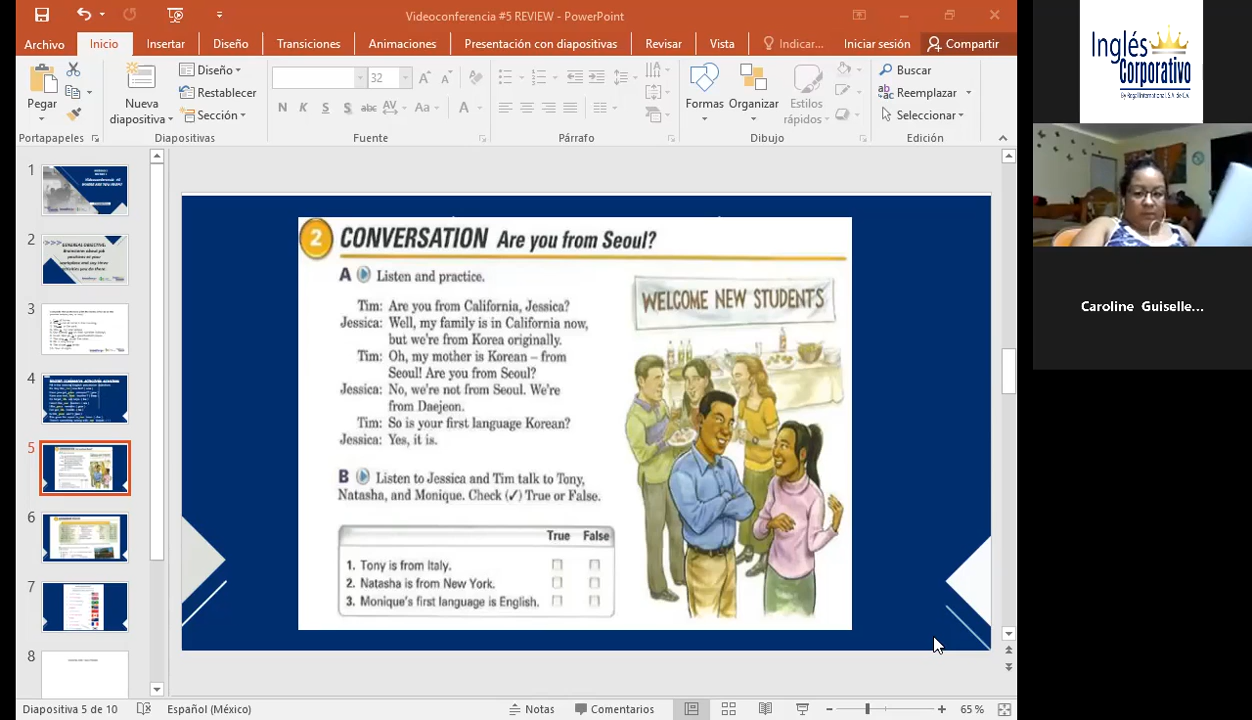 Videoconferencia #5 REVIEW - PowerPoint
Archivo Inicio Insertar Diseño Transiciones Animaciones Presentación con diapositivas Revisar Vista Indicar... Iniciar sesión Compartir
Pegar
Nueva diapositiva
Diseño
Restablecer
Sección
32
N K S S abc AV Aa A
Formas Organizar Estilos rápidos
Buscar
Reemplazar
Seleccionar
Portapapeles Diapositivas Fuente Párrafo Dibujo Edición
1
2
3
4
5
6
7
8
2 CONVERSATION Are you from Seoul?
A Listen and practice.
Tim: Are you from California, Jessica?
Jessica: Well, my family is in California now,
but we're from Korea originally.
Tim: Oh, my mother is Korean – from
Seoul! Are you from Seoul?
Jessica: No, we're not from Seoul. We're
from Daejeon.
Tim: So is your first language Korean?
Jessica: Yes, it is.
WELCOME NEW STUDENTS
B Listen to Jessica and Tim talk to Tony,
Natasha, and Monique. Check (✓) True or False.
True False
1. Tony is from Italy.
2. Natasha is from New York.
3. Monique's first language is English.
Diapositiva 5 de 10 Español (México) Notas Comentarios 65 %
Inglés
Corporativo
Caroline Guiselle...